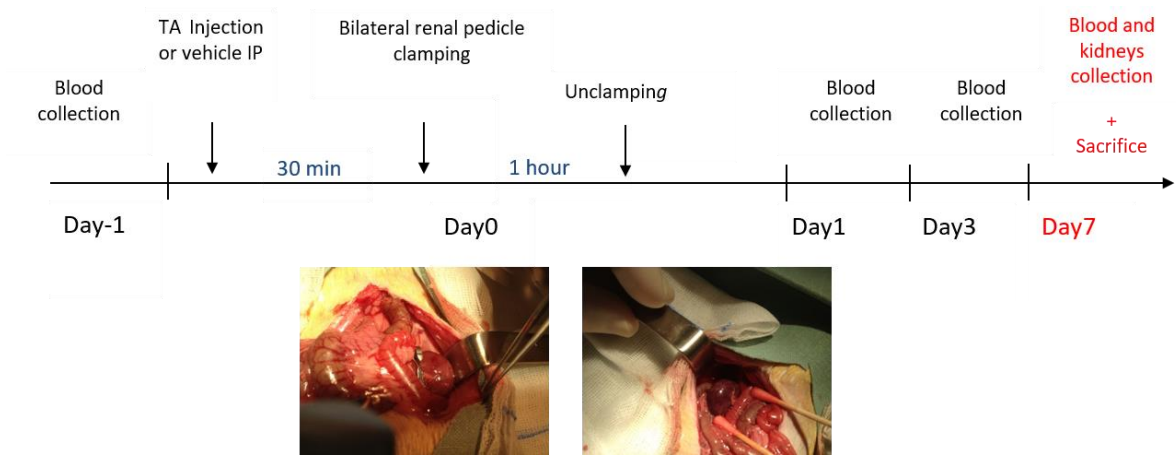 Blood
collection
TA Injection
or vehicle IP
Bilateral renal pedicle
clamping
Unclamping
Blood
collection
Blood
collection
Blood and
kidneys
collection
+
Sacrifice
30 min
1 hour
Day-1
Day0
Day1
Day3
Day7